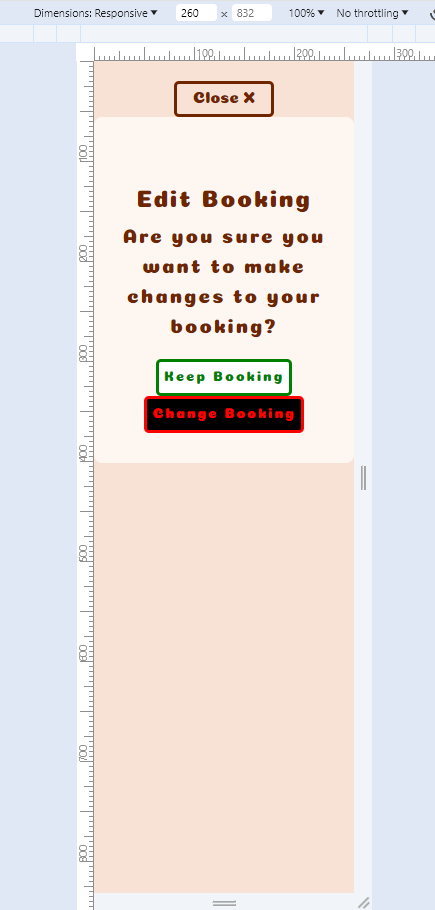 Dimensions: Responsive ▼ 260 × 832 100% ▼ No throttling ▼
100 200 300
Close X
100
Edit Booking
Are you sure you
200
want to make
changes to your
booking?
300
Keep Booking
Change Booking
400
500
600
700
800